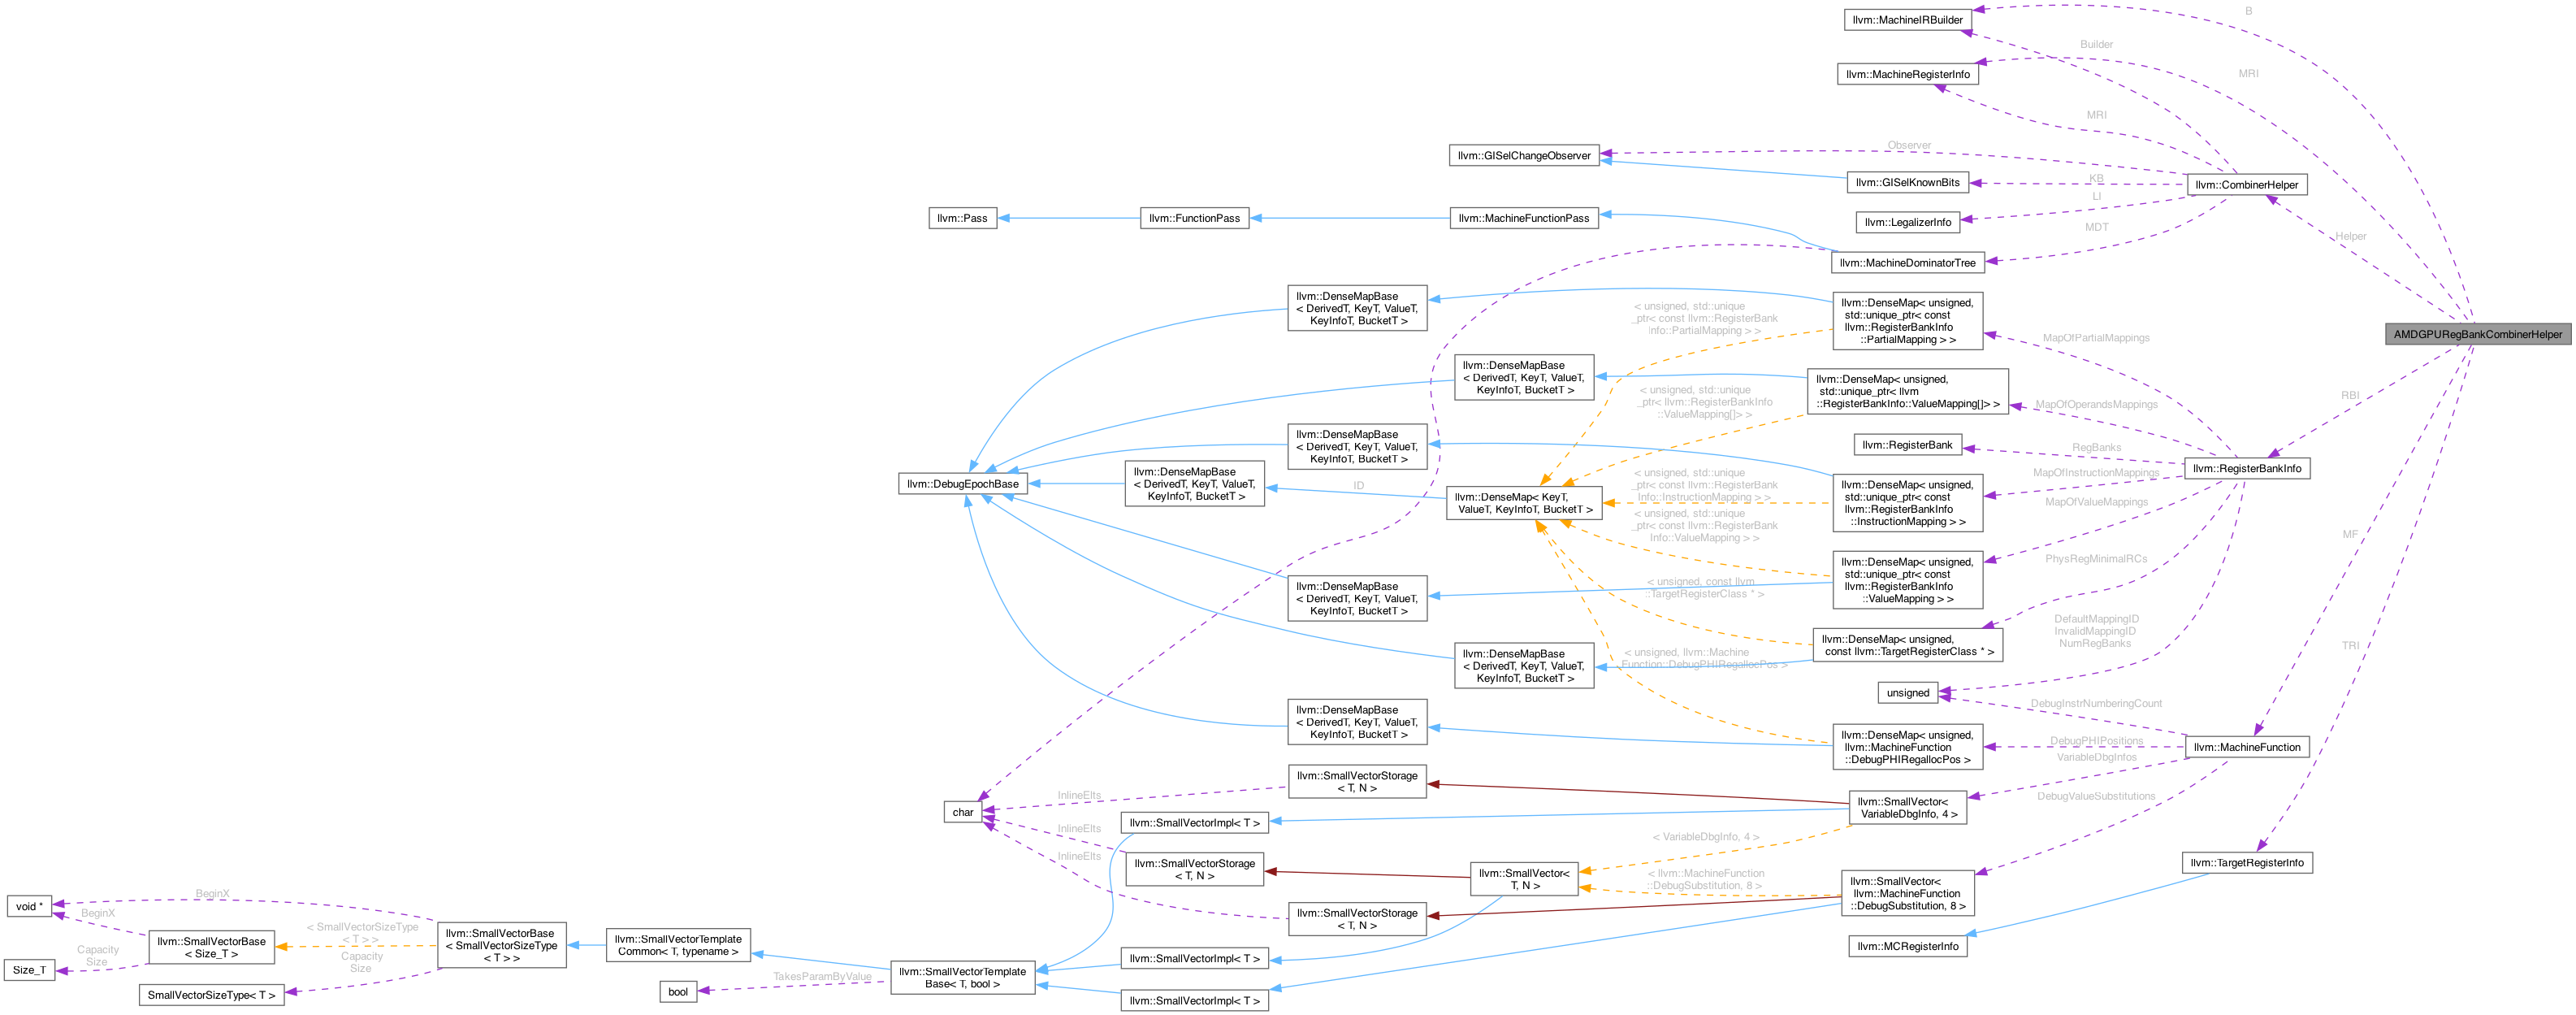 B
llvm::MachineIRBuilder
Builder
llvm::MachineRegisterInfo
MRI
MRI
Observer
llvm::GISelChangeObserver
KB
llvm::GISelKnownBits
llvm::CombinerHelper
LI
llvm::LegalizerInfo
llvm::Pass
llvm::FunctionPass
llvm::MachineFunctionPass
MDT
Helper
llvm::MachineDominatorTree
llvm::DenseMapBase
< DerivedT, KeyT, ValueT,
KeyInfoT, BucketT >
< unsigned, std::unique
_ptr< const llvm::RegisterBank
Info::PartialMapping > >
llvm::DenseMap< unsigned,
std::unique_ptr< const
llvm::RegisterBankInfo
::PartialMapping > >
MapOfPartialMappings
AMDGPURegBankCombinerHelper
llvm::DenseMapBase
< DerivedT, KeyT, ValueT,
KeyInfoT, BucketT >
< unsigned, std::unique
_ptr< llvm::RegisterBankInfo
::ValueMapping[]> >
llvm::DenseMap< unsigned,
std::unique_ptr< llvm
::RegisterBankInfo::ValueMapping[]> >
MapOfOperandsMappings
RBI
llvm::DenseMapBase
< DerivedT, KeyT, ValueT,
KeyInfoT, BucketT >
llvm::RegisterBank
RegBanks
llvm::RegisterBankInfo
llvm::DebugEpochBase
llvm::DenseMapBase
< DerivedT, KeyT, ValueT,
KeyInfoT, BucketT >
ID
llvm::DenseMap< KeyT,
ValueT, KeyInfoT, BucketT >
< unsigned, std::unique
_ptr< const llvm::RegisterBank
Info::InstructionMapping > >
llvm::DenseMap< unsigned,
std::unique_ptr< const
llvm::RegisterBankInfo
::InstructionMapping > >
MapOfInstructionMappings
MapOfValueMappings
< unsigned, std::unique
_ptr< const llvm::RegisterBank
Info::ValueMapping > >
llvm::DenseMap< unsigned,
std::unique_ptr< const
llvm::RegisterBankInfo
::ValueMapping > >
PhysRegMinimalRCs
MF
llvm::DenseMapBase
< DerivedT, KeyT, ValueT,
KeyInfoT, BucketT >
< unsigned, const llvm
::TargetRegisterClass * >
llvm::DenseMap< unsigned,
const llvm::TargetRegisterClass * >
DefaultMappingID
InvalidMappingID
NumRegBanks
TRI
llvm::DenseMapBase
< DerivedT, KeyT, ValueT,
KeyInfoT, BucketT >
< unsigned, llvm::Machine
Function::DebugPHIRegallocPos >
unsigned
DebugInstrNumberingCount
llvm::DenseMapBase
< DerivedT, KeyT, ValueT,
KeyInfoT, BucketT >
llvm::DenseMap< unsigned,
llvm::MachineFunction
::DebugPHIRegallocPos >
DebugPHIPositions
llvm::MachineFunction
VariableDbgInfos
DebugValueSubstitutions
llvm::SmallVectorStorage
< T, N >
InlineElts
char
llvm::SmallVector<
VariableDbgInfo, 4 >
llvm::SmallVectorImpl< T >
InlineElts
< VariableDbgInfo, 4 >
InlineElts
llvm::SmallVectorStorage
< T, N >
llvm::SmallVector<
T, N >
< llvm::MachineFunction
::DebugSubstitution, 8 >
llvm::SmallVector<
llvm::MachineFunction
::DebugSubstitution, 8 >
llvm::TargetRegisterInfo
llvm::SmallVectorStorage
< T, N >
llvm::MCRegisterInfo
void *
BeginX
BeginX
llvm::SmallVectorBase
< Size_T >
< SmallVectorSizeType
< T > >
llvm::SmallVectorBase
< SmallVectorSizeType
< T > >
llvm::SmallVectorTemplate
Common< T, typename >
Capacity
Size
Size_T
Capacity
Size
SmallVectorSizeType< T >
bool
TakesParamByValue
llvm::SmallVectorTemplate
Base< T, bool >
llvm::SmallVectorImpl< T >
llvm::SmallVectorImpl< T >